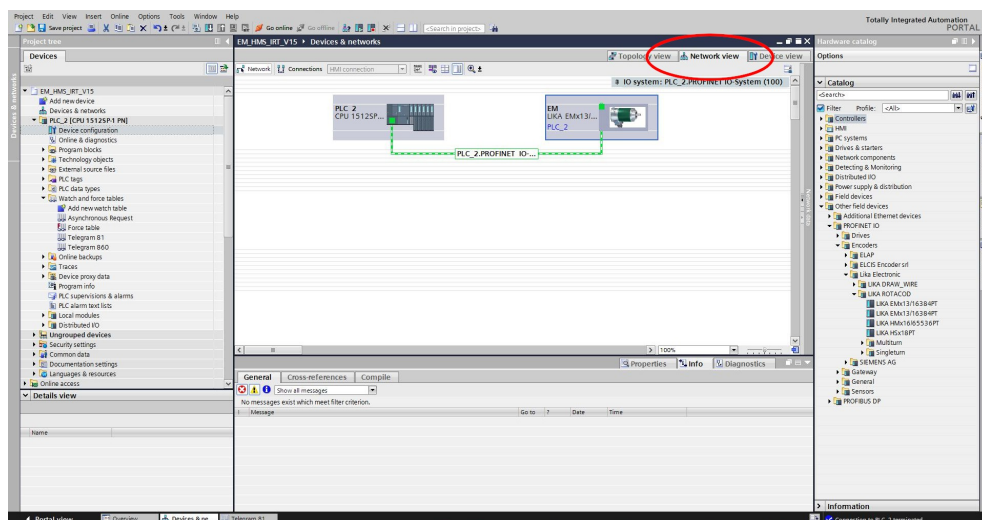 Project Edit View Insert Online Options Tools Window Help
Totally Integrated Automation
PORTAL
Save project Go online Go offline <Search in project>
Project tree
EM_HMS_IRT_V15 Devices & networks
Hardware catalog
Devices
Topology view Network view Device view
Options
Network Connections HMI connection
IO system: PLC_2.PROFINET IO-System (100)
Catalog
<Search>
Filter Profile: <All>
EM_HMS_IRT_V15
Add new device
Devices & networks
PLC_2 [CPU 1512SP-1 PN]
Device configuration
Online & diagnostics
Program blocks
Technology objects
External source files
PLC tags
PLC data types
Watch and force tables
Add new watch table
Asynchronous Request
Force table
Telegram 81
Telegram 860
Online backups
Traces
Device proxy data
Program info
PLC supervisions & alarms
PLC alarm text lists
Local modules
Distributed I/O
Ungrouped devices
Security settings
Common data
Documentation settings
Languages & resources
Online access
Details view
Name
Devices & networks
PLC_2
CPU 1512SP...
EM
LIKA EMx13/...
PLC_2
PLC_2.PROFINET IO-...
Network data
100%
Properties Info Diagnostics
General Cross-references Compile
Show all messages
No messages exist which meet filter criterion.
! Message Go to ? Date Time
Controllers
HMI
PC systems
Drives & starters
Network components
Detecting & Monitoring
Distributed I/O
Power supply & distribution
Field devices
Other field devices
Additional Ethernet devices
PROFINET IO
Drives
Encoders
ELAP
ELCIS Encoder srl
Lika Electronic
LIKA DRAW_WIRE
LIKA ROTACOD
LIKA EMx13/16384PT
LIKA EMx13/16384PT
LIKA HMx16/65536PT
LIKA HSx18PT
Multiturn
Singleturn
SIEMENS AG
Gateway
General
Sensors
PROFIBUS DP
Information
Portal view Overview Devices & ne... Telegram 81
Connection to PLC_2 terminated